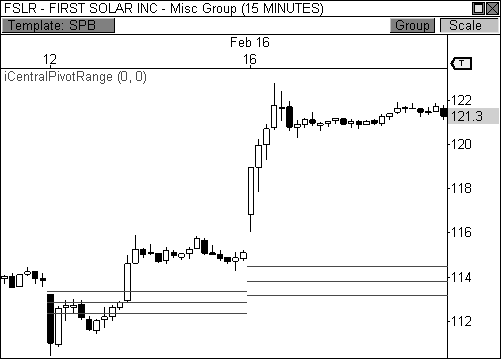 FSLR - FIRST SOLAR INC - Misc Group (15 MINUTES)
Template: SPB Group Scale
Feb 16
12 16
T
iCentralPivotRange (0, 0)
122
121.3
120
118
116
114
112